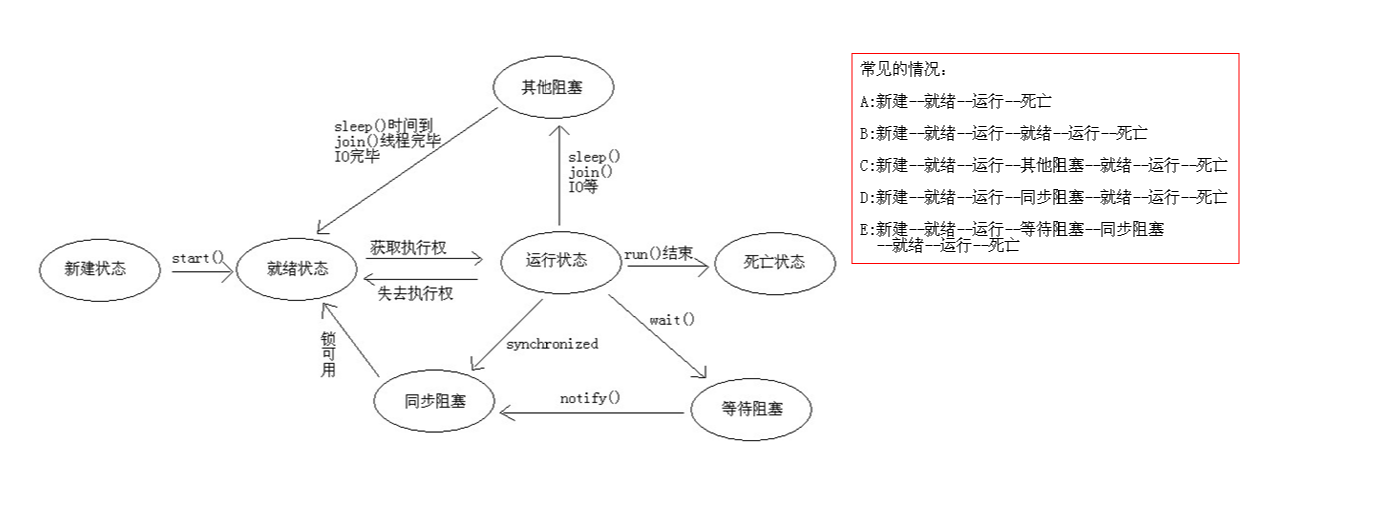 其他阻塞
sleep()时间到
join()线程完毕
IO完毕
sleep()
join()
IO等
新建状态
start()
就绪状态
获取执行权
失去执行权
运行状态
run()结束
死亡状态
锁可用
synchronized
wait()
同步阻塞
notify()
等待阻塞
常见的情况:
A:新建--就绪--运行--死亡
B:新建--就绪--运行--就绪--运行--死亡
C:新建--就绪--运行--其他阻塞--就绪--运行--死亡
D:新建--就绪--运行--同步阻塞--就绪--运行--死亡
E:新建--就绪--运行--等待阻塞--同步阻塞
--就绪--运行--死亡